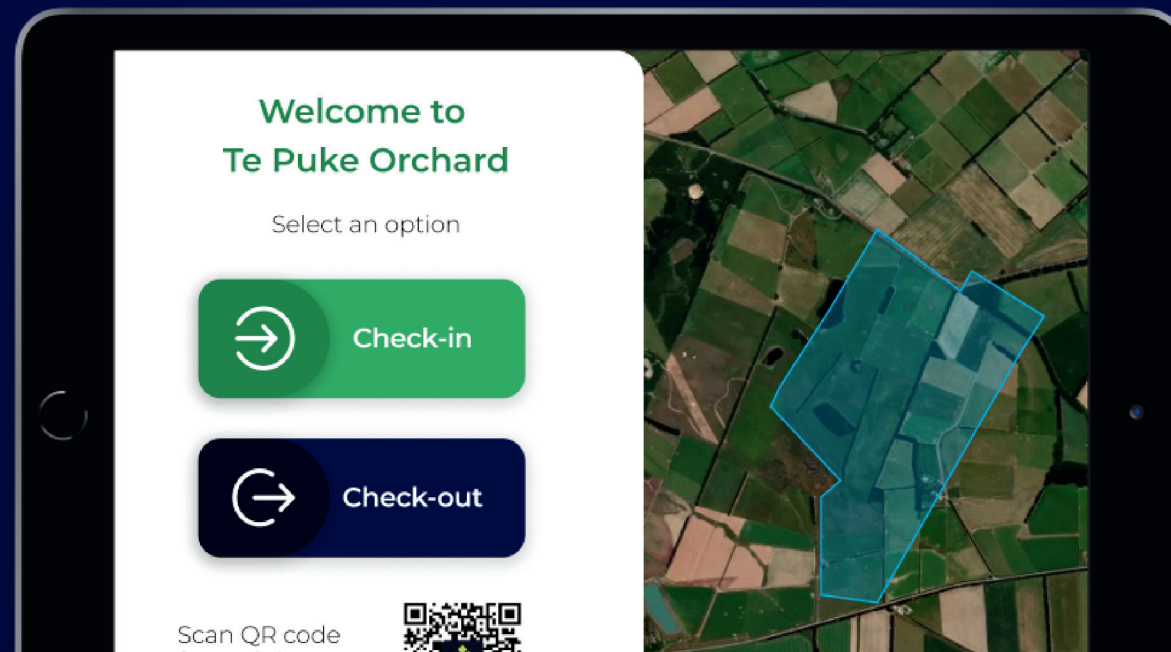 Welcome to
Te Puke Orchard
Select an option
Check-in
Check-out
Scan QR code